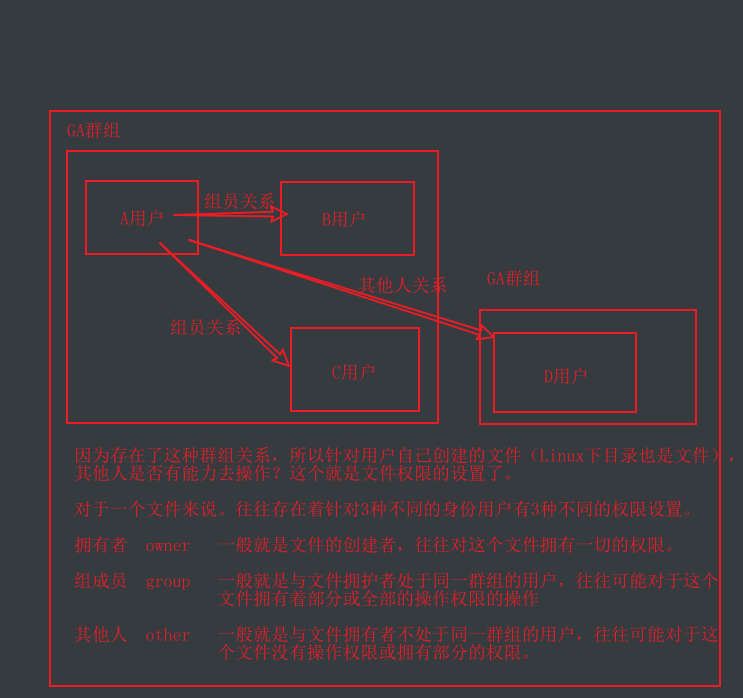 GA群组
A用户
组员关系
B用户
其他人关系
GA群组
组员关系
C用户
D用户
因为存在了这种群组关系，所以针对用户自己创建的文件（Linux下目录也是文件），
其他人是否有能力去操作？这个就是文件权限的设置了。
对于一个文件来说。往往存在着针对3种不同的身份用户有3种不同的权限设置。
拥有者 owner 一般就是文件的创建者，往往对这个文件拥有一切的权限。
组成员 group 一般就是与文件拥护者处于同一群组的用户，往往可能对于这个
文件拥有着部分或全部的操作权限的操作
其他人 other 一般就是与文件拥有者不处于同一群组的用户，往往可能对于这
个文件没有操作权限或拥有部分的权限。